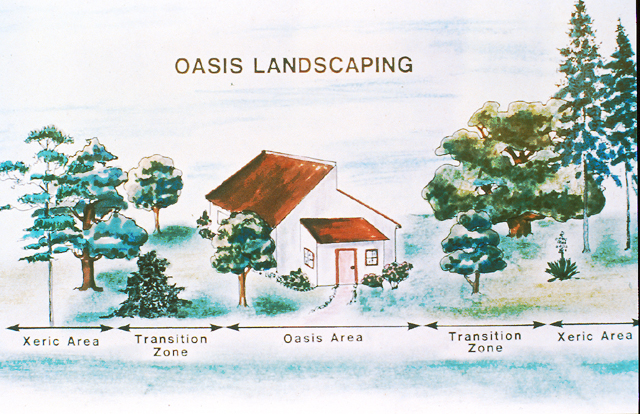 OASIS LANDSCAPING
Xeric Area
Transition
Zone
Oasis Area
Transition
Zone
Xeric Area